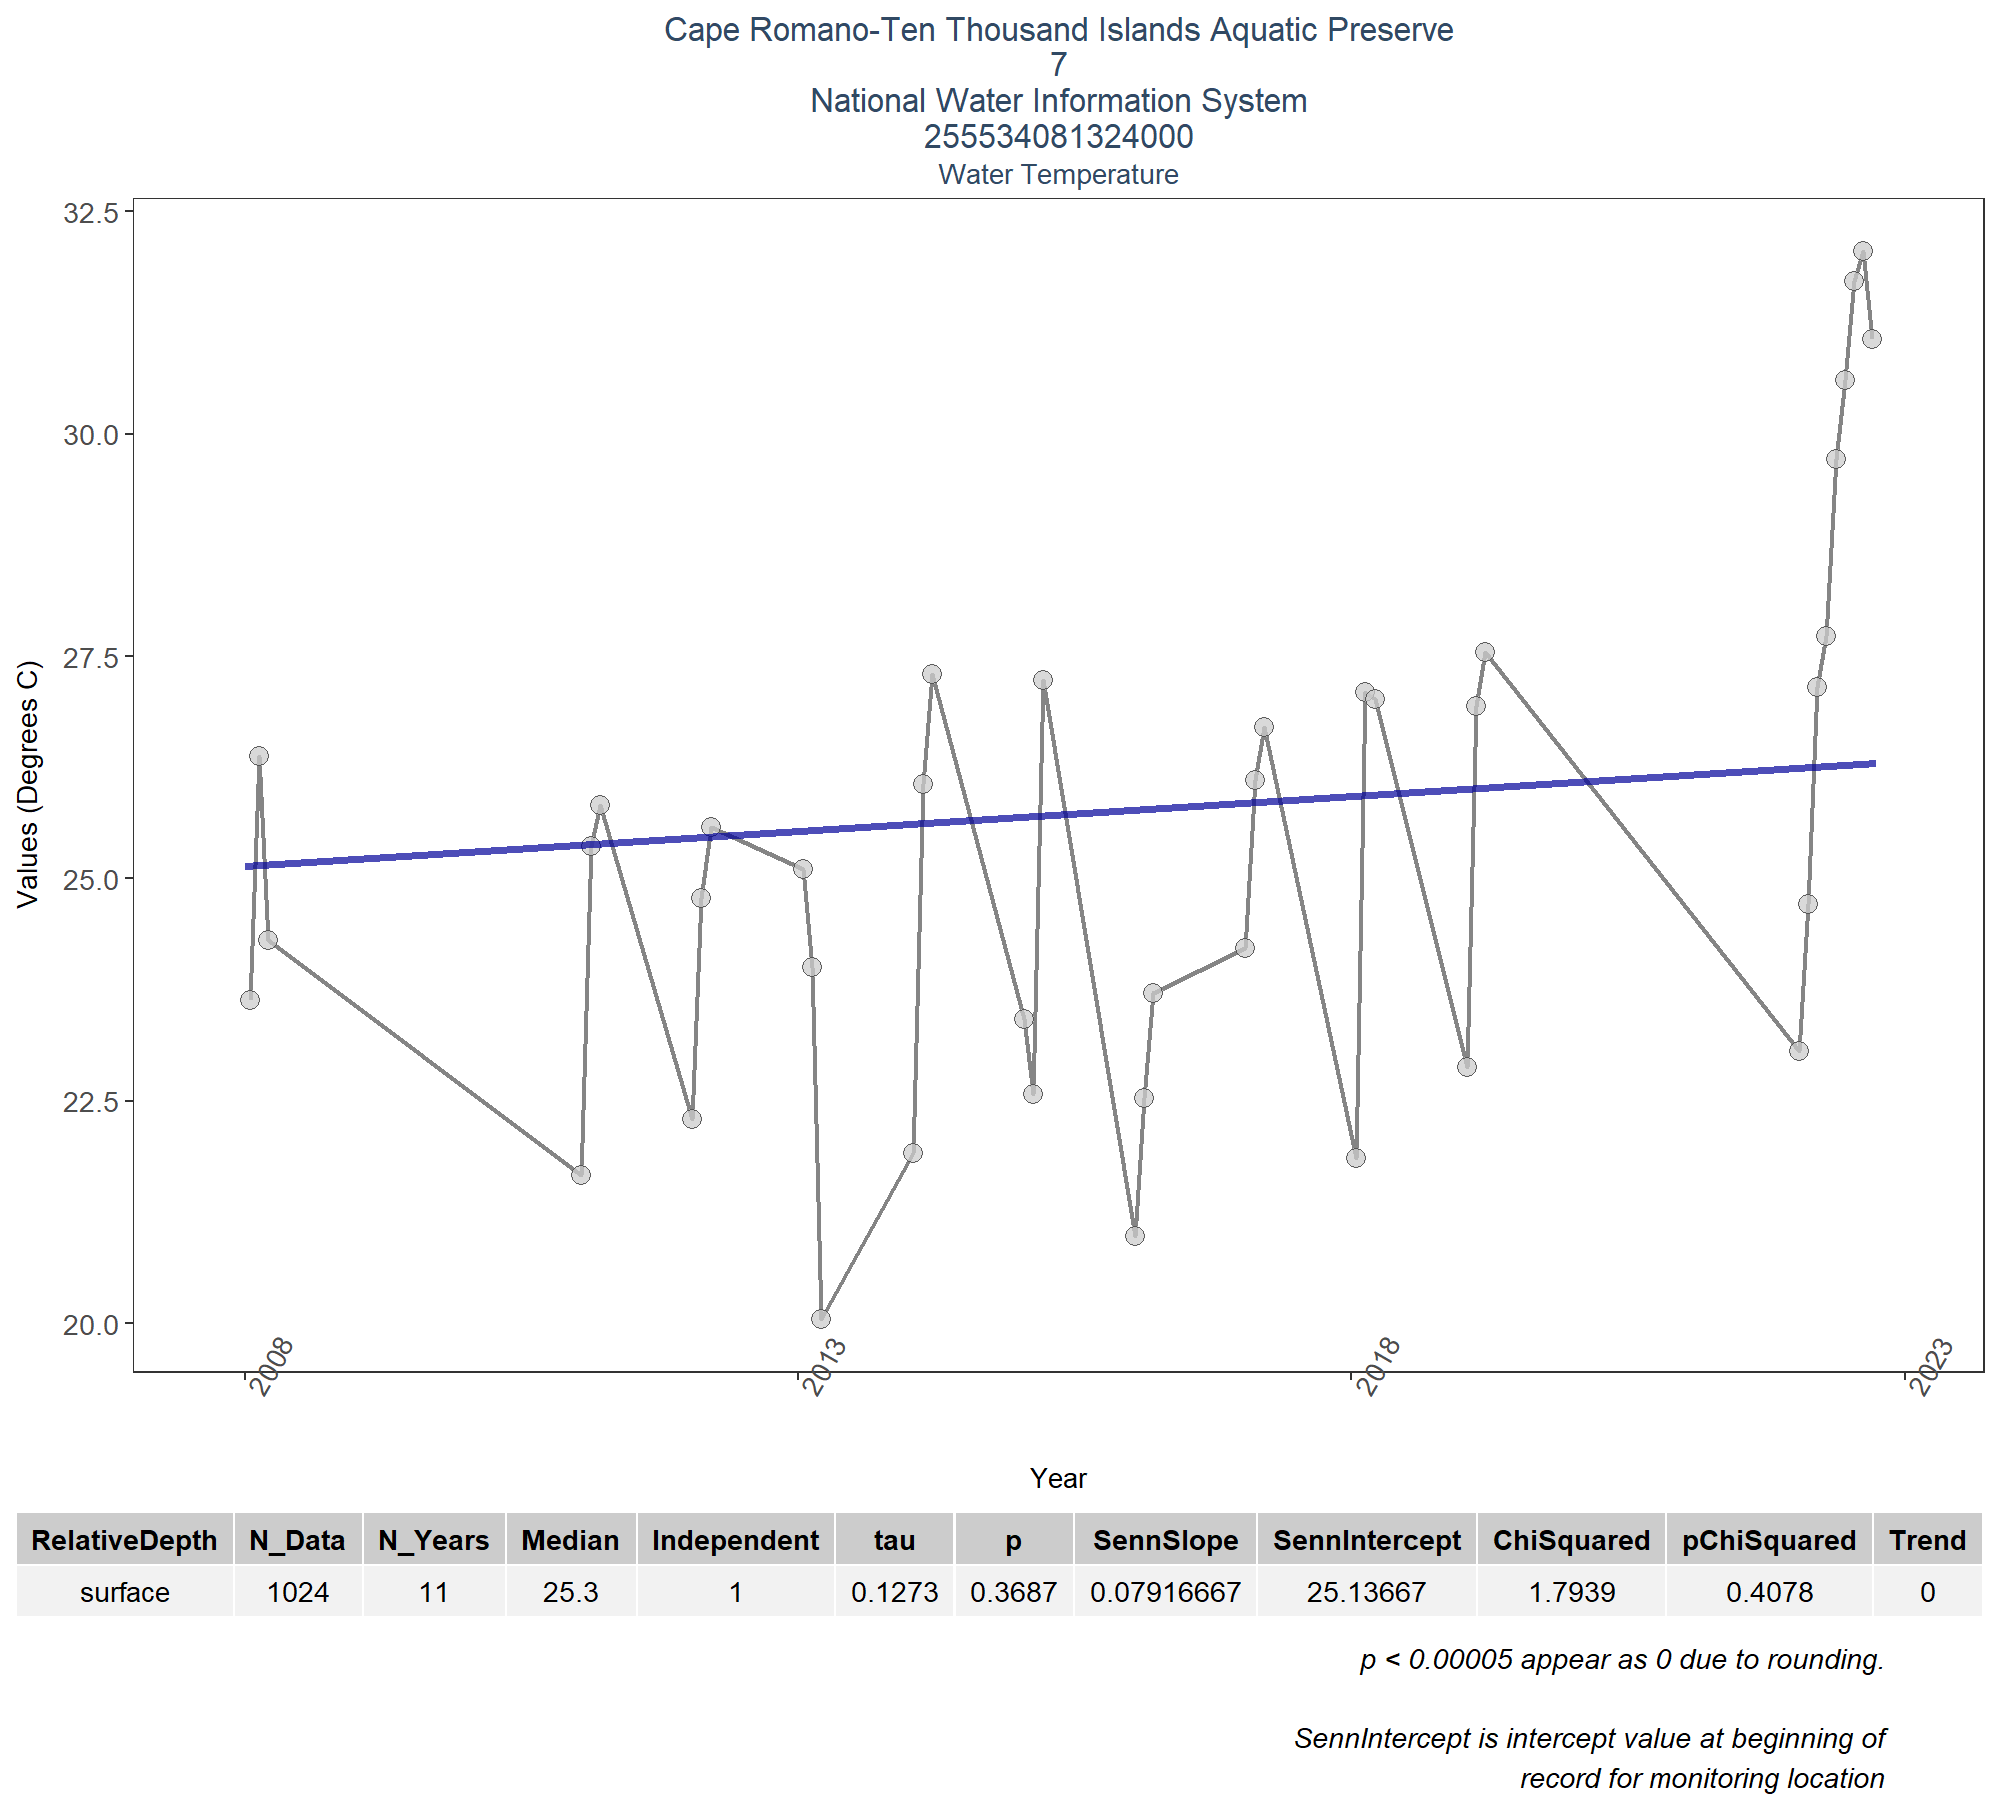 Cape Romano-Ten Thousand Islands Aquatic Preserve
7
National Water Information System
255534081324000
Water Temperature
Values (Degrees C)
32.5
30.0
27.5
25.0
22.5
20.0
2008 2013 2018 2023
Year
RelativeDepth N_Data N_Years Median Independent tau p SennSlope SennIntercept ChiSquared pChiSquared Trend
surface 1024 11 25.3 1 0.1273 0.3687 0.07916667 25.13667 1.7939 0.4078 0
p < 0.00005 appear as 0 due to rounding.
SennIntercept is intercept value at beginning of
record for monitoring location